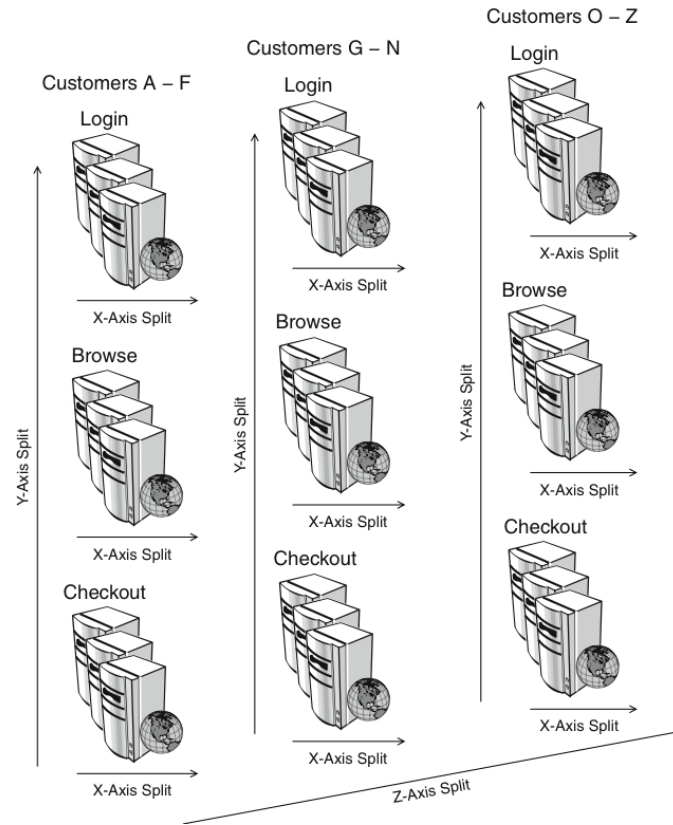 Customers A – F
Login
X-Axis Split
Browse
X-Axis Split
Checkout
X-Axis Split
Y-Axis Split
Customers G – N
Login
X-Axis Split
Browse
X-Axis Split
Checkout
X-Axis Split
Y-Axis Split
Customers O – Z
Login
X-Axis Split
Browse
X-Axis Split
Checkout
X-Axis Split
Y-Axis Split
Z-Axis Split